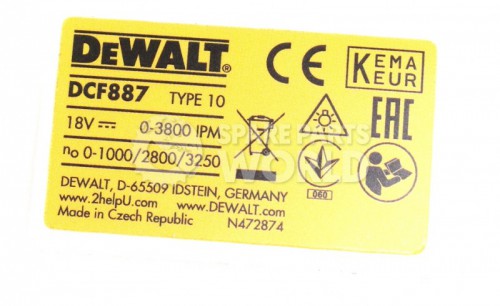 DEWALT®
CE
KEMA
KEUR
DCF887 TYPE 10
EAC
18V 0-3800 IPM
SPARE PARTS
WORLD
n₀ 0-1000/2800/3250
060
DEWALT, D-65509 IDSTEIN, GERMANY
www.2helpU.com www.DEWALT.com
Made in Czech Republic N472874